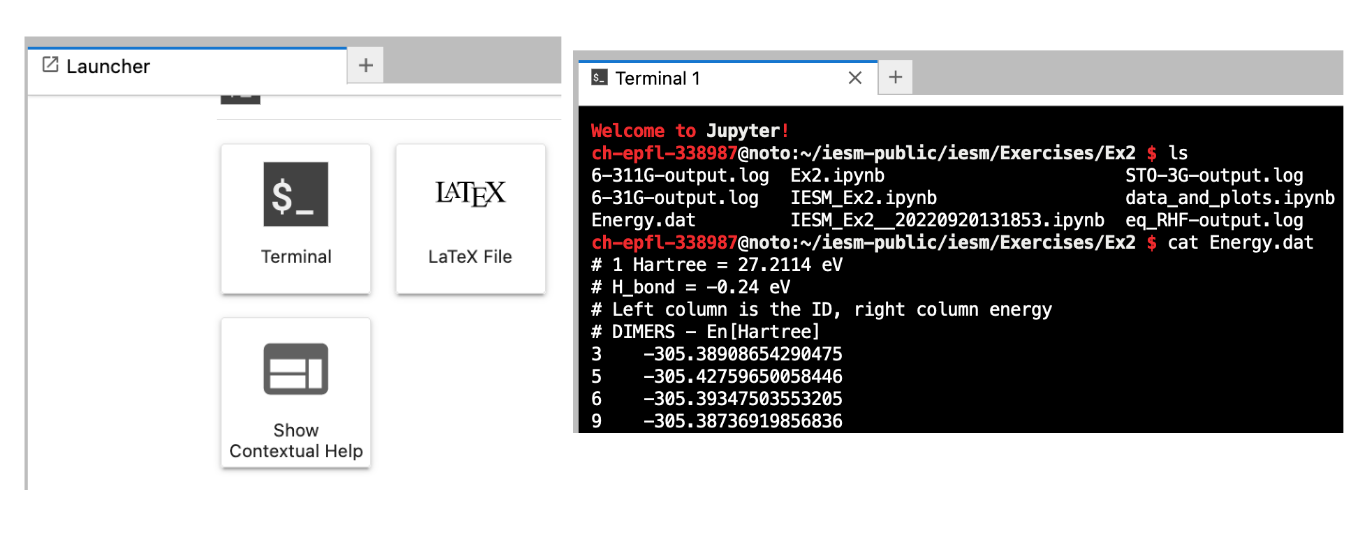 Launcher
+
$_
Terminal
LATEX
LaTeX File
Show
Contextual Help
$_ Terminal 1 × +
Welcome to Jupyter!
ch-epfl-338987@noto:~/iesm-public/iesm/Exercises/Ex2 $ ls
6-311G-output.log Ex2.ipynb STO-3G-output.log
6-31G-output.log IESM_Ex2.ipynb data_and_plots.ipynb
Energy.dat IESM_Ex2__20220920131853.ipynb eq_RHF-output.log
ch-epfl-338987@noto:~/iesm-public/iesm/Exercises/Ex2 $ cat Energy.dat
# 1 Hartree = 27.2114 eV
# H_bond = -0.24 eV
# Left column is the ID, right column energy
# DIMERS - En[Hartree]
3 -305.38908654290475
5 -305.42759650058446
6 -305.39347503553205
9 -305.38736919856836